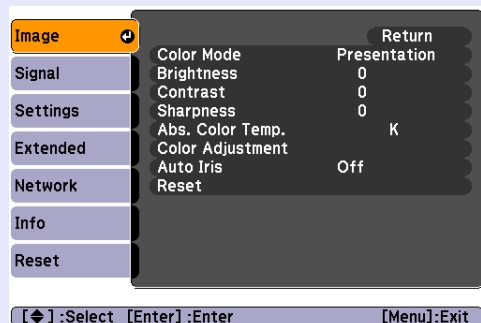 Image
Signal
Settings
Extended
Network
Info
Reset
Return
Color Mode Presentation
Brightness 0
Contrast 0
Sharpness 0
Abs. Color Temp. K
Color Adjustment
Auto Iris Off
Reset
[◆] :Select [Enter] :Enter [Menu]:Exit